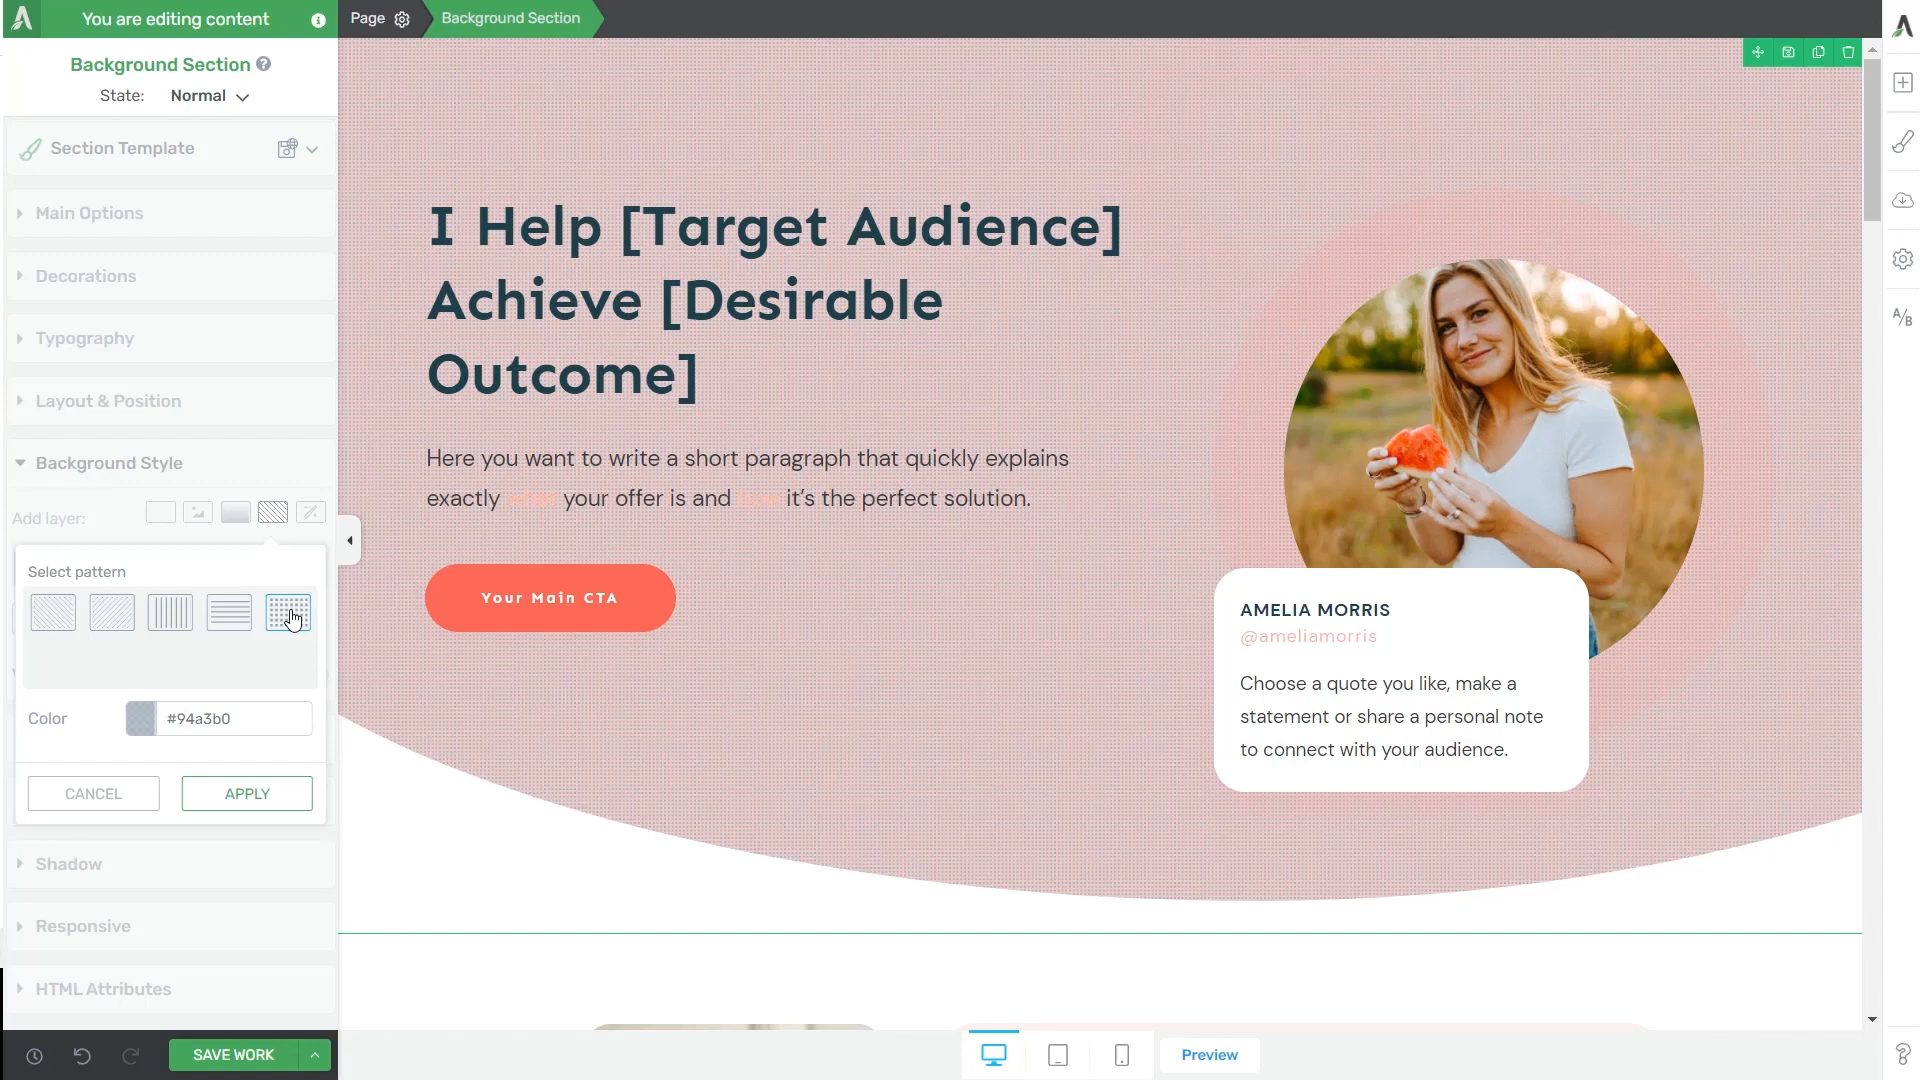 You are editing content
Page
Background Section
Background Section
State: Normal
Section Template
Main Options
Decorations
Typography
Layout & Position
Background Style
Add layer:
Select pattern
Color #94a3b0
CANCEL APPLY
Shadow
Responsive
HTML Attributes
SAVE WORK
I Help [Target Audience]
Achieve [Desirable
Outcome]
Here you want to write a short paragraph that quickly explains
exactly what your offer is and how it’s the perfect solution.
Your Main CTA
AMELIA MORRIS
@ameliamorris
Choose a quote you like, make a
statement or share a personal note
to connect with your audience.
Preview
A/B